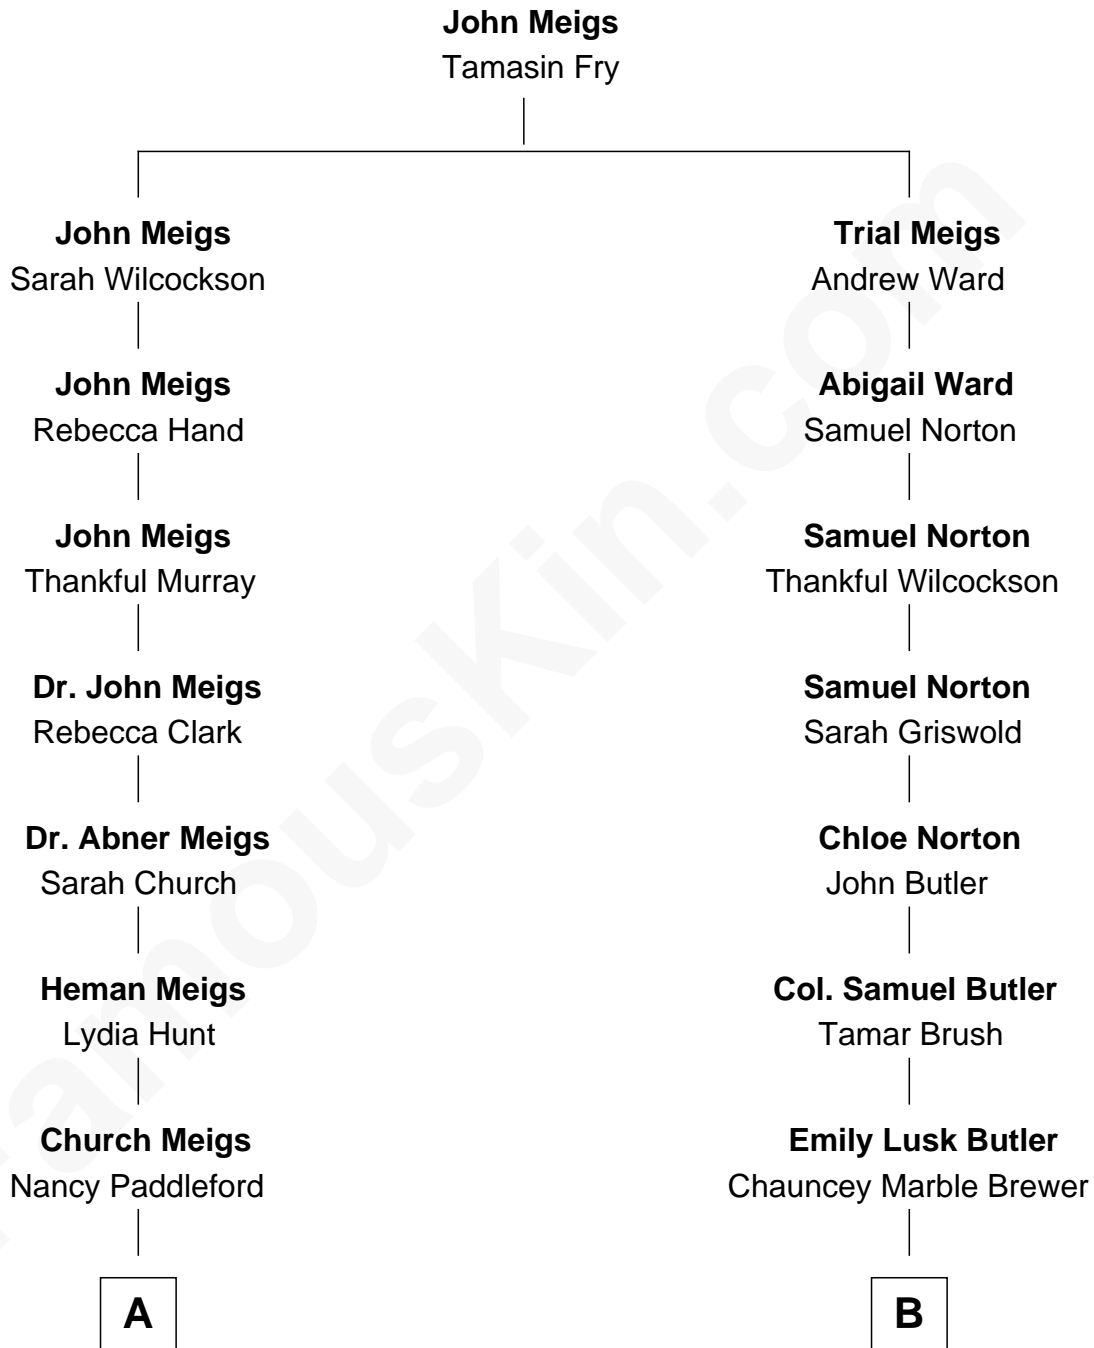 John Meigs
Tamasin Fry
John Meigs
Sarah Wilcockson
Trial Meigs
Andrew Ward
John Meigs
Rebecca Hand
Abigail Ward
Samuel Norton
John Meigs
Thankful Murray
Samuel Norton
Thankful Wilcockson
Dr. John Meigs
Rebecca Clark
Samuel Norton
Sarah Griswold
Dr. Abner Meigs
Sarah Church
Chloe Norton
John Butler
Heman Meigs
Lydia Hunt
Col. Samuel Butler
Tamar Brush
Church Meigs
Nancy Paddleford
Emily Lusk Butler
Chauncey Marble Brewer
A
B
FamousKin.com